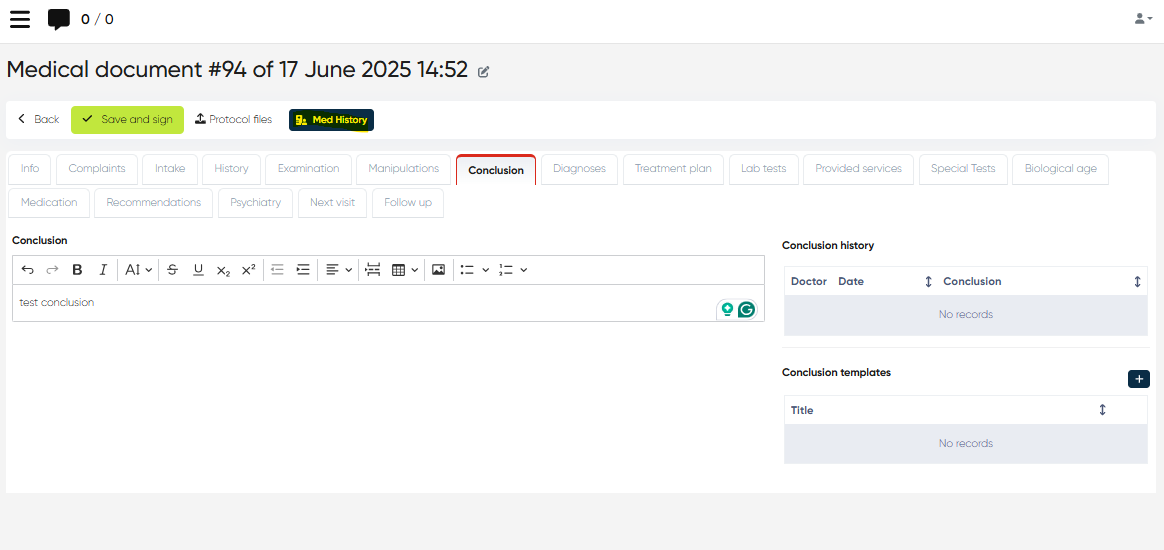 0 / 0
Medical document #94 of 17 June 2025 14:52
Back Save and sign Protocol files Med History
Info Complaints Intake History Examination Manipulations Conclusion Diagnoses Treatment plan Lab tests Provided services Special Tests Biological age
Medication Recommendations Psychiatry Next visit Follow up
Conclusion
B I AI S U x₂ x²
test conclusion
Conclusion history
Doctor Date Conclusion
No records
Conclusion templates
+
Title
No records